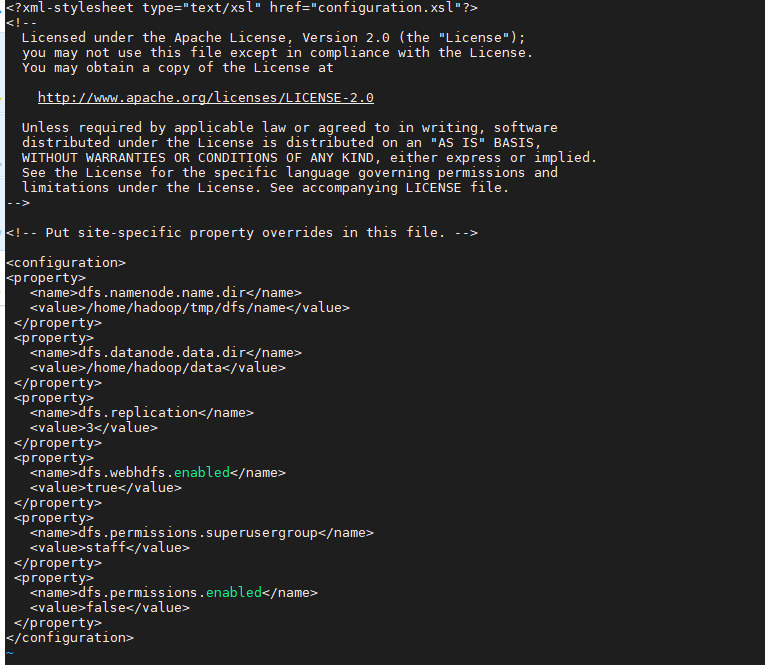 <?xml-stylesheet type="text/xsl" href="configuration.xsl"?>
<!--
  Licensed under the Apache License, Version 2.0 (the "License");
  you may not use this file except in compliance with the License.
  You may obtain a copy of the License at

    http://www.apache.org/licenses/LICENSE-2.0

  Unless required by applicable law or agreed to in writing, software
  distributed under the License is distributed on an "AS IS" BASIS,
  WITHOUT WARRANTIES OR CONDITIONS OF ANY KIND, either express or implied.
  See the License for the specific language governing permissions and
  limitations under the License. See accompanying LICENSE file.
-->

<!-- Put site-specific property overrides in this file. -->

<configuration>
<property>
   <name>dfs.namenode.name.dir</name>
   <value>/home/hadoop/tmp/dfs/name</value>
 </property>
 <property>
   <name>dfs.datanode.data.dir</name>
   <value>/home/hadoop/data</value>
 </property>
 <property>
   <name>dfs.replication</name>
   <value>3</value>
 </property>
 <property>
   <name>dfs.webhdfs.enabled</name>
   <value>true</value>
 </property>
 <property>
   <name>dfs.permissions.superusergroup</name>
   <value>staff</value>
 </property>
 <property>
   <name>dfs.permissions.enabled</name>
   <value>false</value>
 </property>
</configuration>
~